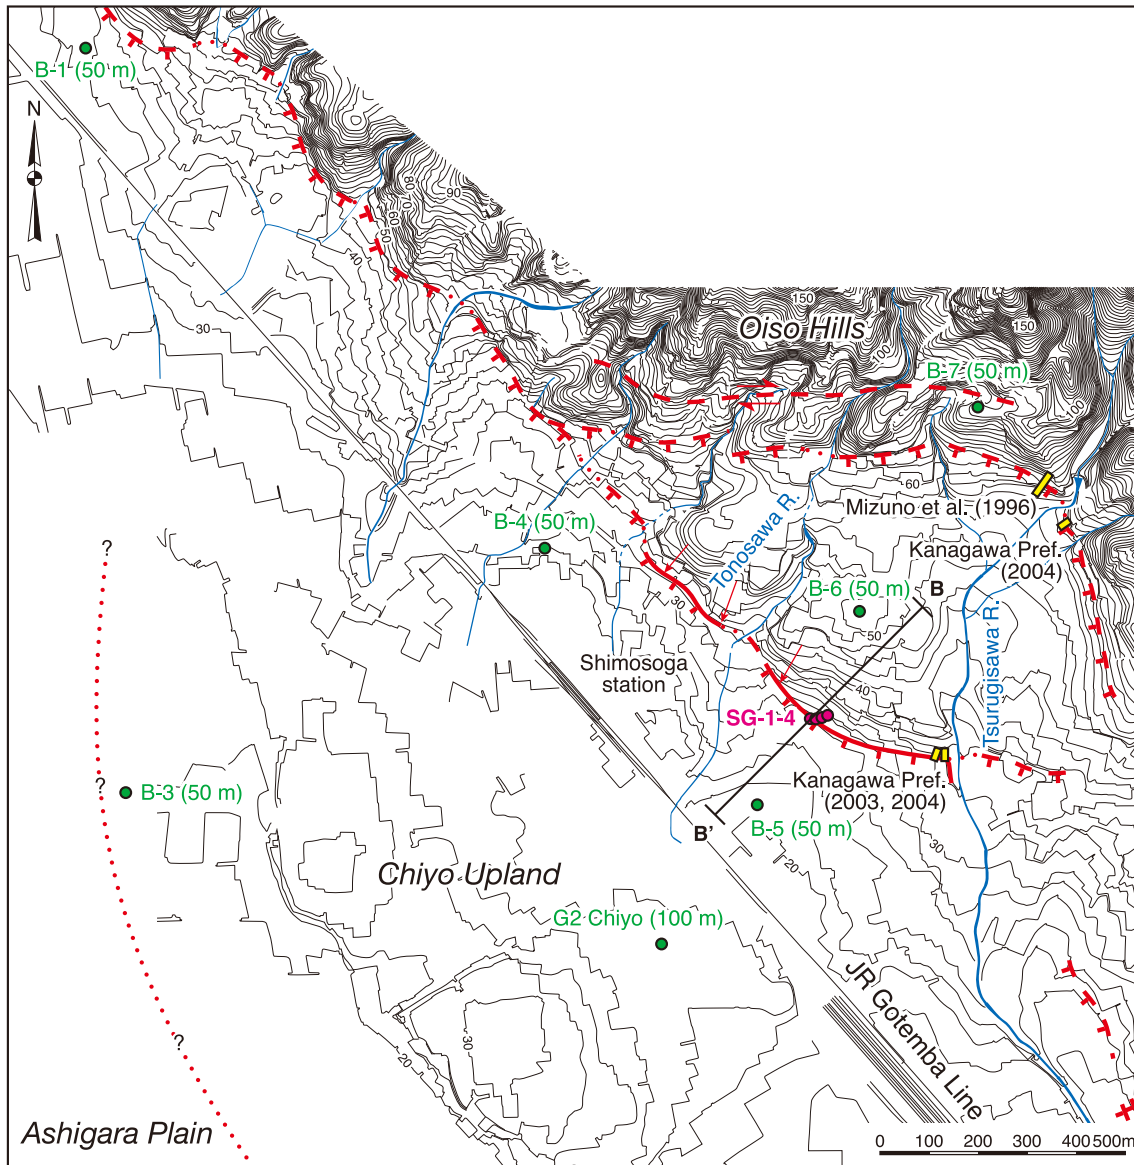 B-1 (50 m)
N
90
80
70
60
50
40
30
150
150
Oiso Hills
B-7 (50 m)
100
60
Mizuno et al. (1996)
B-4 (50 m)
Tonosawa R.
Kanagawa Pref.
(2004)
?
B-6 (50 m)
B
30
50
Shimosoga
station
Tsurugisawa R.
40
SG-1-4
?
B-3 (50 m)
Kanagawa Pref.
(2003, 2004)
B-5 (50 m)
B'
30
20
Chiyo Upland
G2 Chiyo (100 m)
JR Gotemba Line
?
30
20
Ashigara Plain
0 100 200 300 400 500m